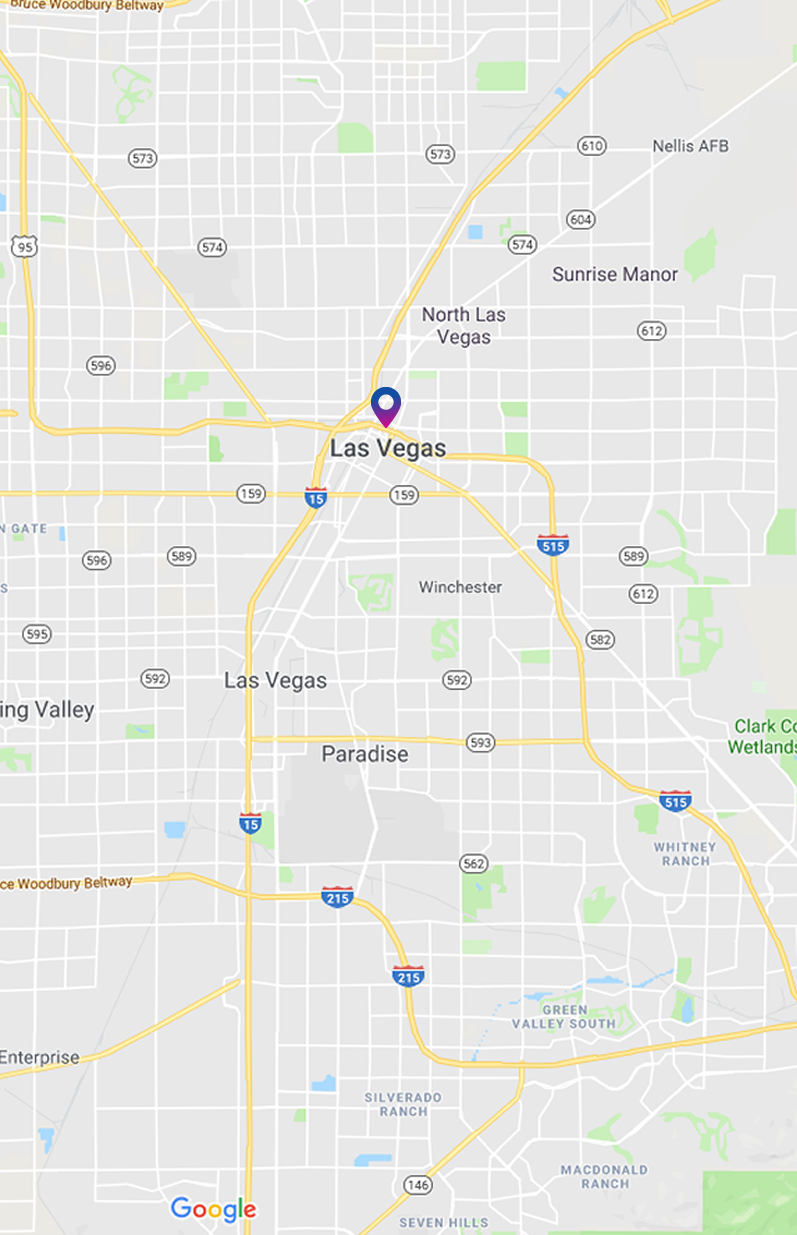 Bruce Woodbury Beltway
573
573
610
Nellis AFB
604
95
574
574
Sunrise Manor
North Las
Vegas
612
596
Las Vegas
159
15
159
N GATE
515
596
589
589
Winchester
612
S
595
582
592
Las Vegas
592
ing Valley
Clark Co
Wetlands
593
Paradise
515
15
WHITNEY
RANCH
562
ce Woodbury Beltway
215
215
GREEN
VALLEY SOUTH
Enterprise
SILVERADO
RANCH
MACDONALD
RANCH
146
Google
SEVEN HILLS